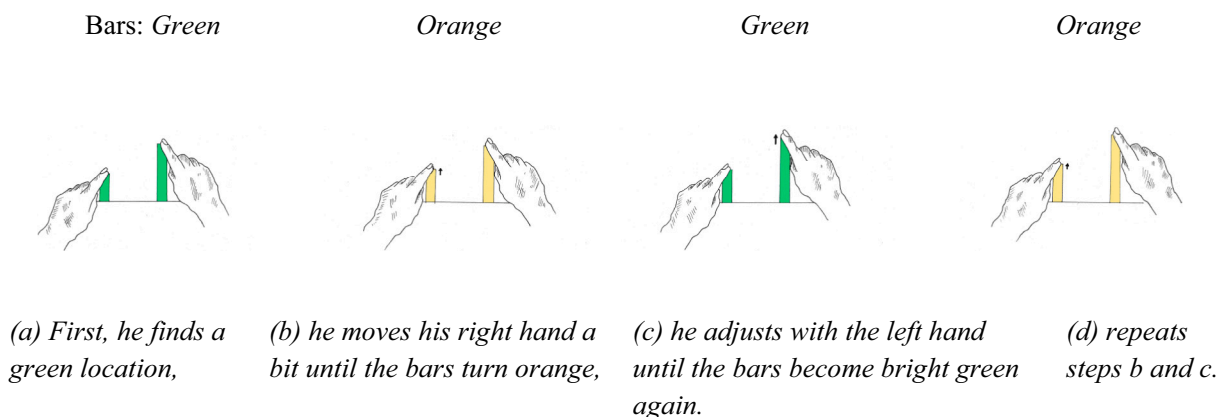 Bars: Green Orange Green Orange
(a) First, he finds a
green location,
(b) he moves his right hand a
bit until the bars turn orange,
(c) he adjusts with the left hand
until the bars become bright green
again.
(d) repeats
steps b and c.